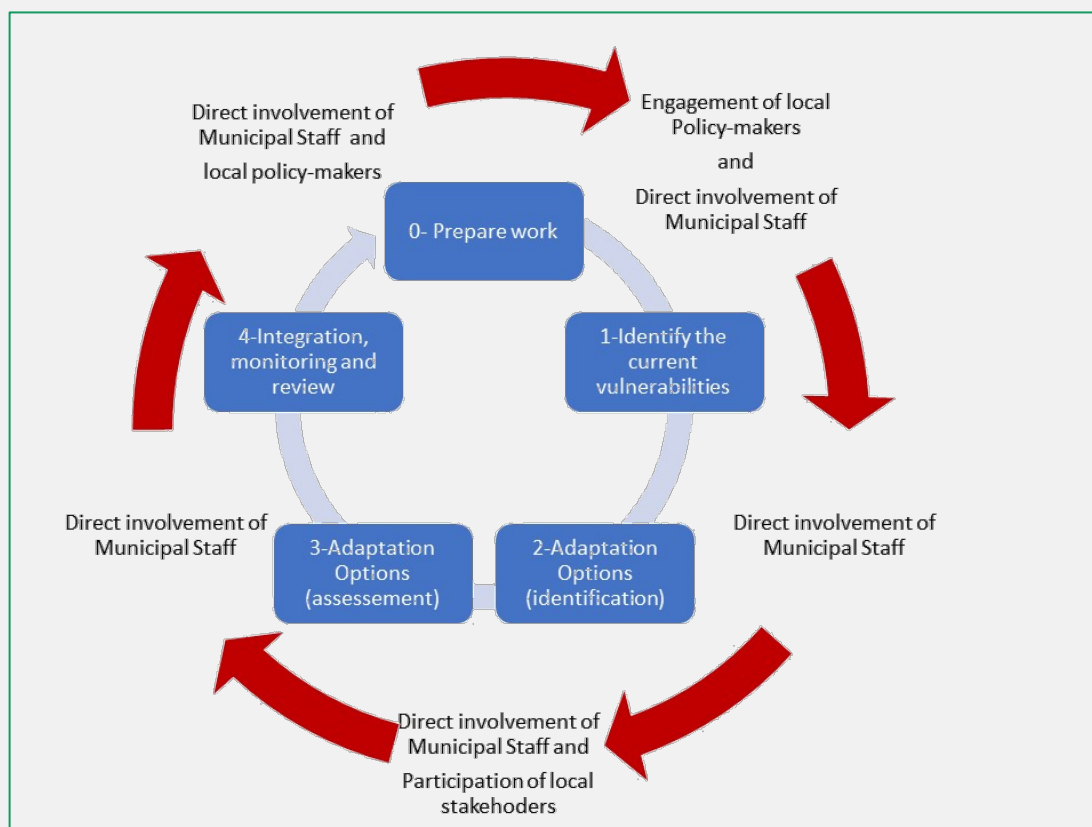 Direct involvement of
Municipal Staff and
local policy-makers
Engagement of local
Policy-makers
and
Direct involvement of
Municipal Staff
0- Prepare work
4-Integration,
monitoring and
review
1-Identify the
current
vulnerabilities
Direct involvement of
Municipal Staff
3-Adaptation
Options
(assessement)
2-Adaptation
Options
(identification)
Direct involvement of
Municipal Staff
Direct involvement of
Municipal Staff and
Participation of local
stakehoders